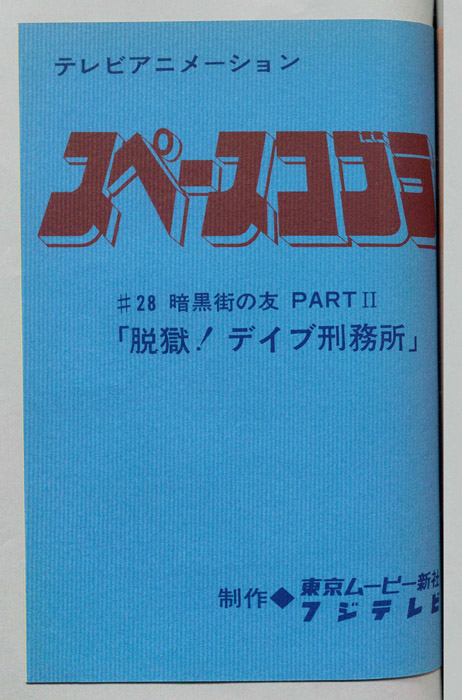 テレビアニメーション
スペースコブラ
♯28 暗黒街の友 PART II
「脱獄！デイブ刑務所」
制作◆東京ムービー新社
フジテレビ